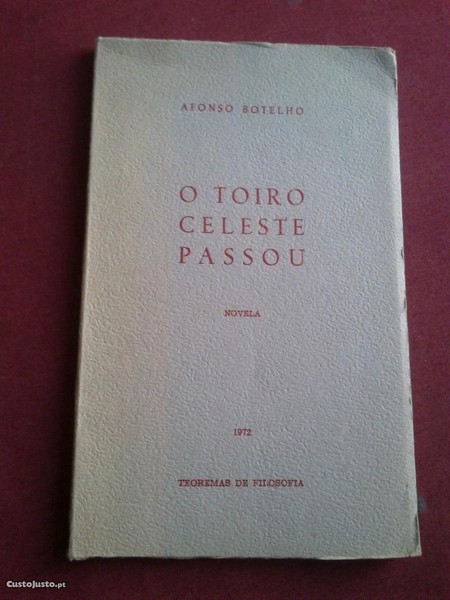 AFONSO BOTELHO
O TOIRO
CELESTE
PASSOU
NOVELA
1972
TEOREMAS DE FILOSOFIA
CustoJusto.pt